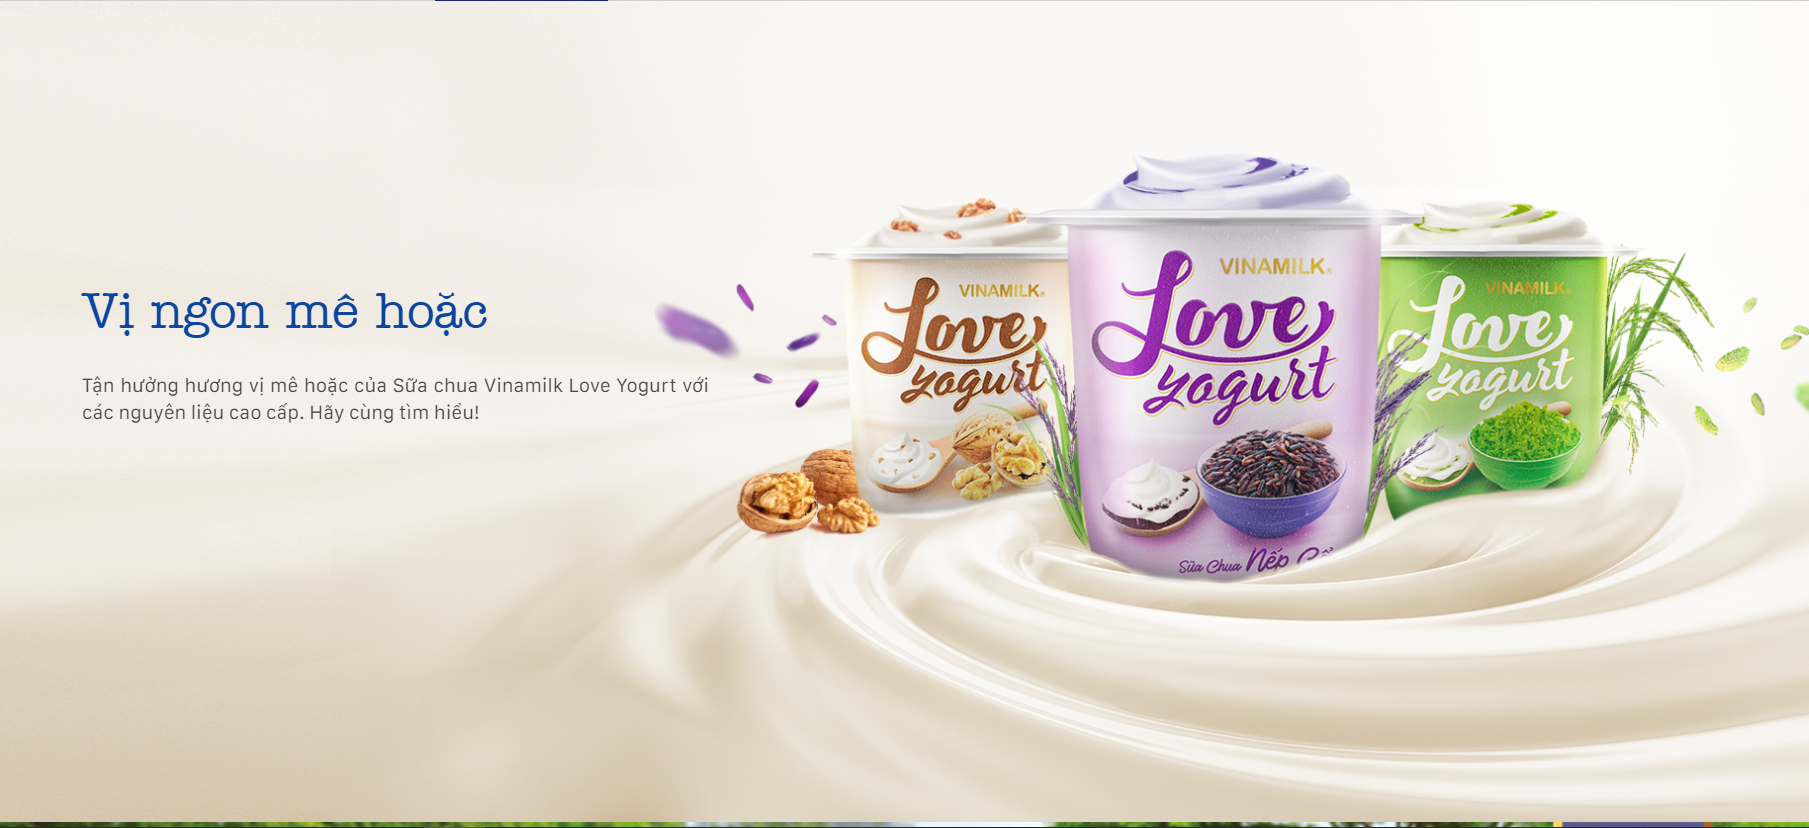 Vị ngon mê hoặc
Tận hưởng hương vị mê hoặc của Sữa chua Vinamilk Love Yogurt với
các nguyên liệu cao cấp. Hãy cùng tìm hiểu!
VINAMILK®
Love
yogurt
VINAMILK®
Love
yogurt
Sữa Chua Nếp
VINAMILK®
Love
yogurt